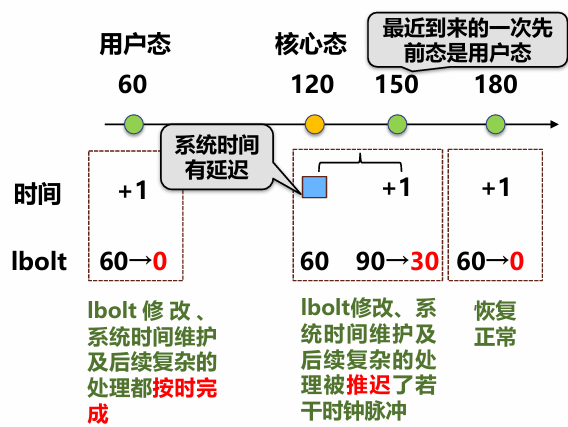 用户态
核心态
最近到来的一次先
前态是用户态
60
120
150
180
系统时间
有延迟
时间
+1
+1
+1
lbolt
60→0
60
90→30
60→0
lbolt 修 改 、
系统时间维护
及后续复杂的
处理都按时完
成
lbolt修改、系
统时间维护及
后续复杂的处
理被推迟了若
干时钟脉冲
恢复
正常